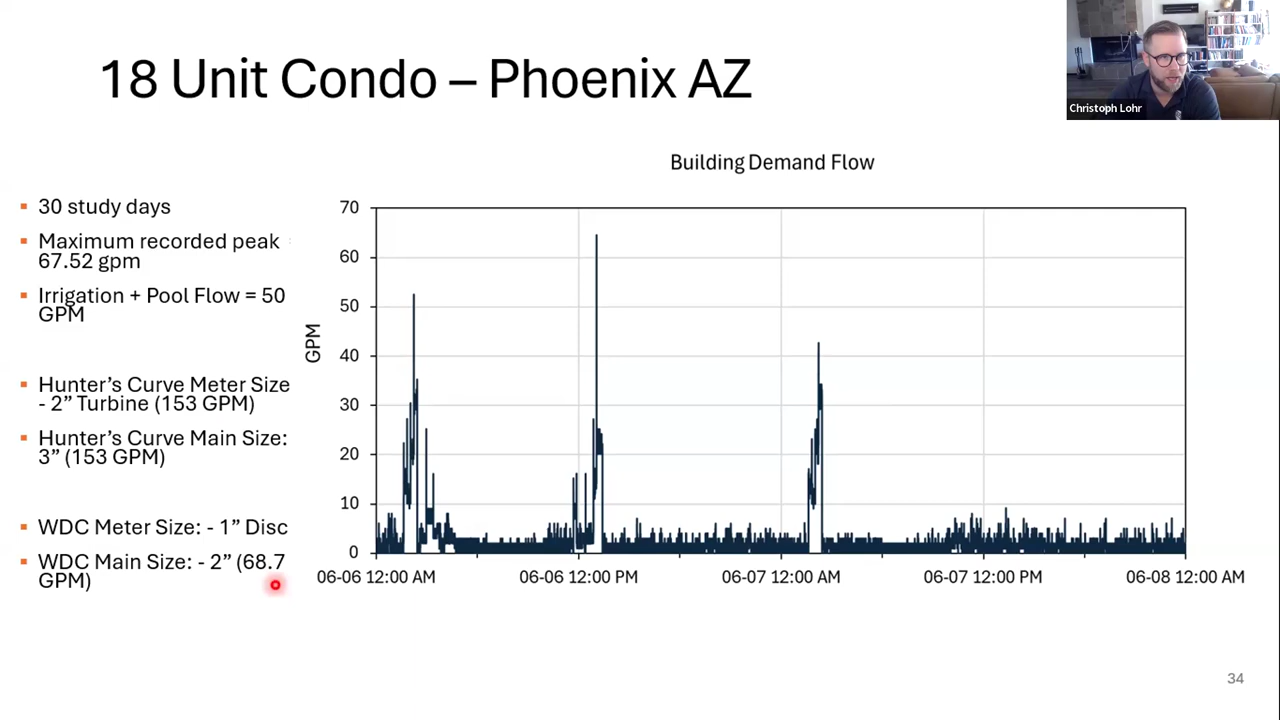 18 Unit Condo – Phoenix AZ
Christoph Lohr
Building Demand Flow
▪ 30 study days
▪ Maximum recorded peak =
67.52 gpm
▪ Irrigation + Pool Flow = 50
GPM
▪ Hunter’s Curve Meter Size
- 2” Turbine (153 GPM)
▪ Hunter’s Curve Main Size:
3” (153 GPM)
▪ WDC Meter Size: - 1” Disc
▪ WDC Main Size: - 2” (68.7
GPM)
GPM
70
60
50
40
30
20
10
0
06-06 12:00 AM
06-06 12:00 PM
06-07 12:00 AM
06-07 12:00 PM
06-08 12:00 AM
34